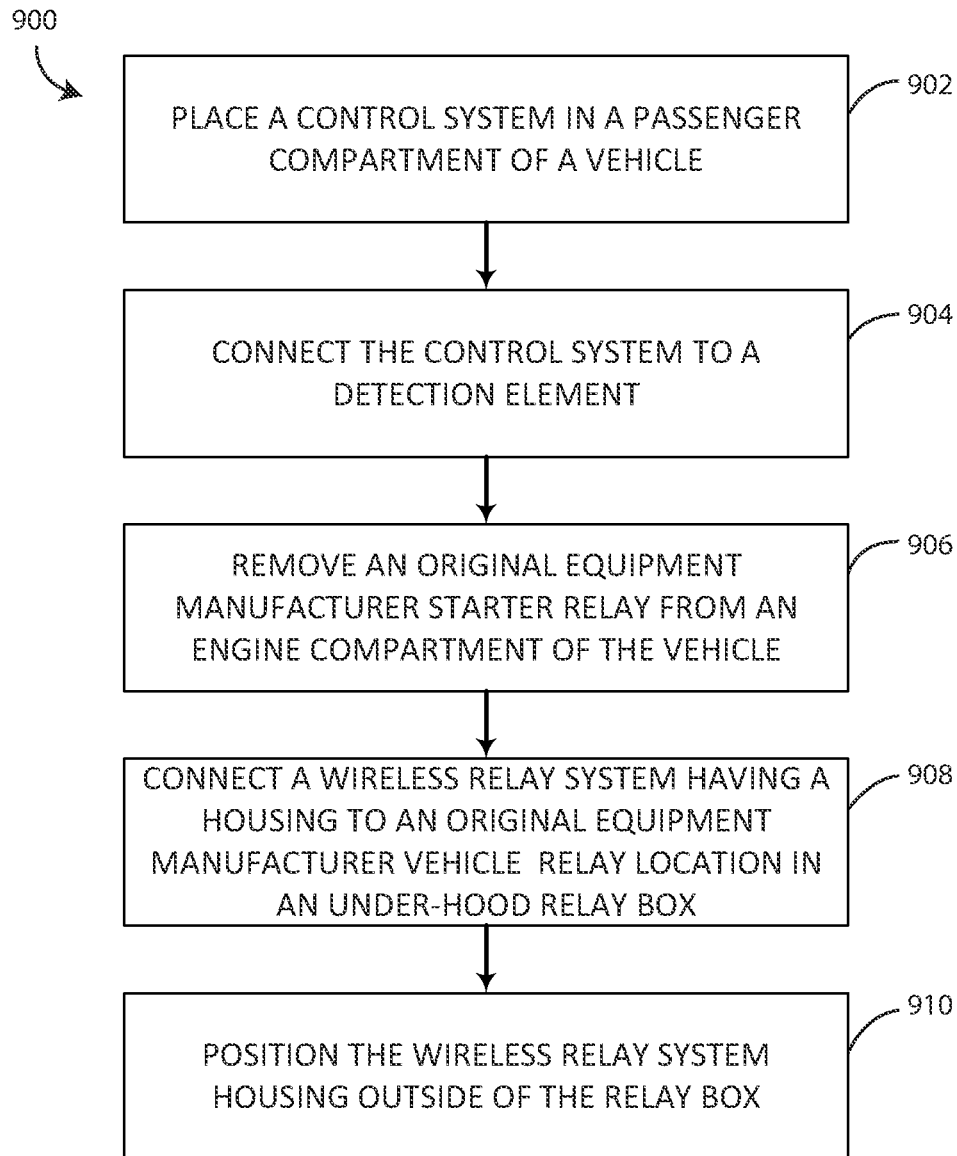 900
902
PLACE A CONTROL SYSTEM IN A PASSENGER
COMPARTMENT OF A VEHICLE
904
CONNECT THE CONTROL SYSTEM TO A
DETECTION ELEMENT
906
REMOVE AN ORIGINAL EQUIPMENT
MANUFACTURER STARTER RELAY FROM AN
ENGINE COMPARTMENT OF THE VEHICLE
908
CONNECT A WIRELESS RELAY SYSTEM HAVING A
HOUSING TO AN ORIGINAL EQUIPMENT
MANUFACTURER VEHICLE RELAY LOCATION IN
AN UNDER-HOOD RELAY BOX
910
POSITION THE WIRELESS RELAY SYSTEM
HOUSING OUTSIDE OF THE RELAY BOX